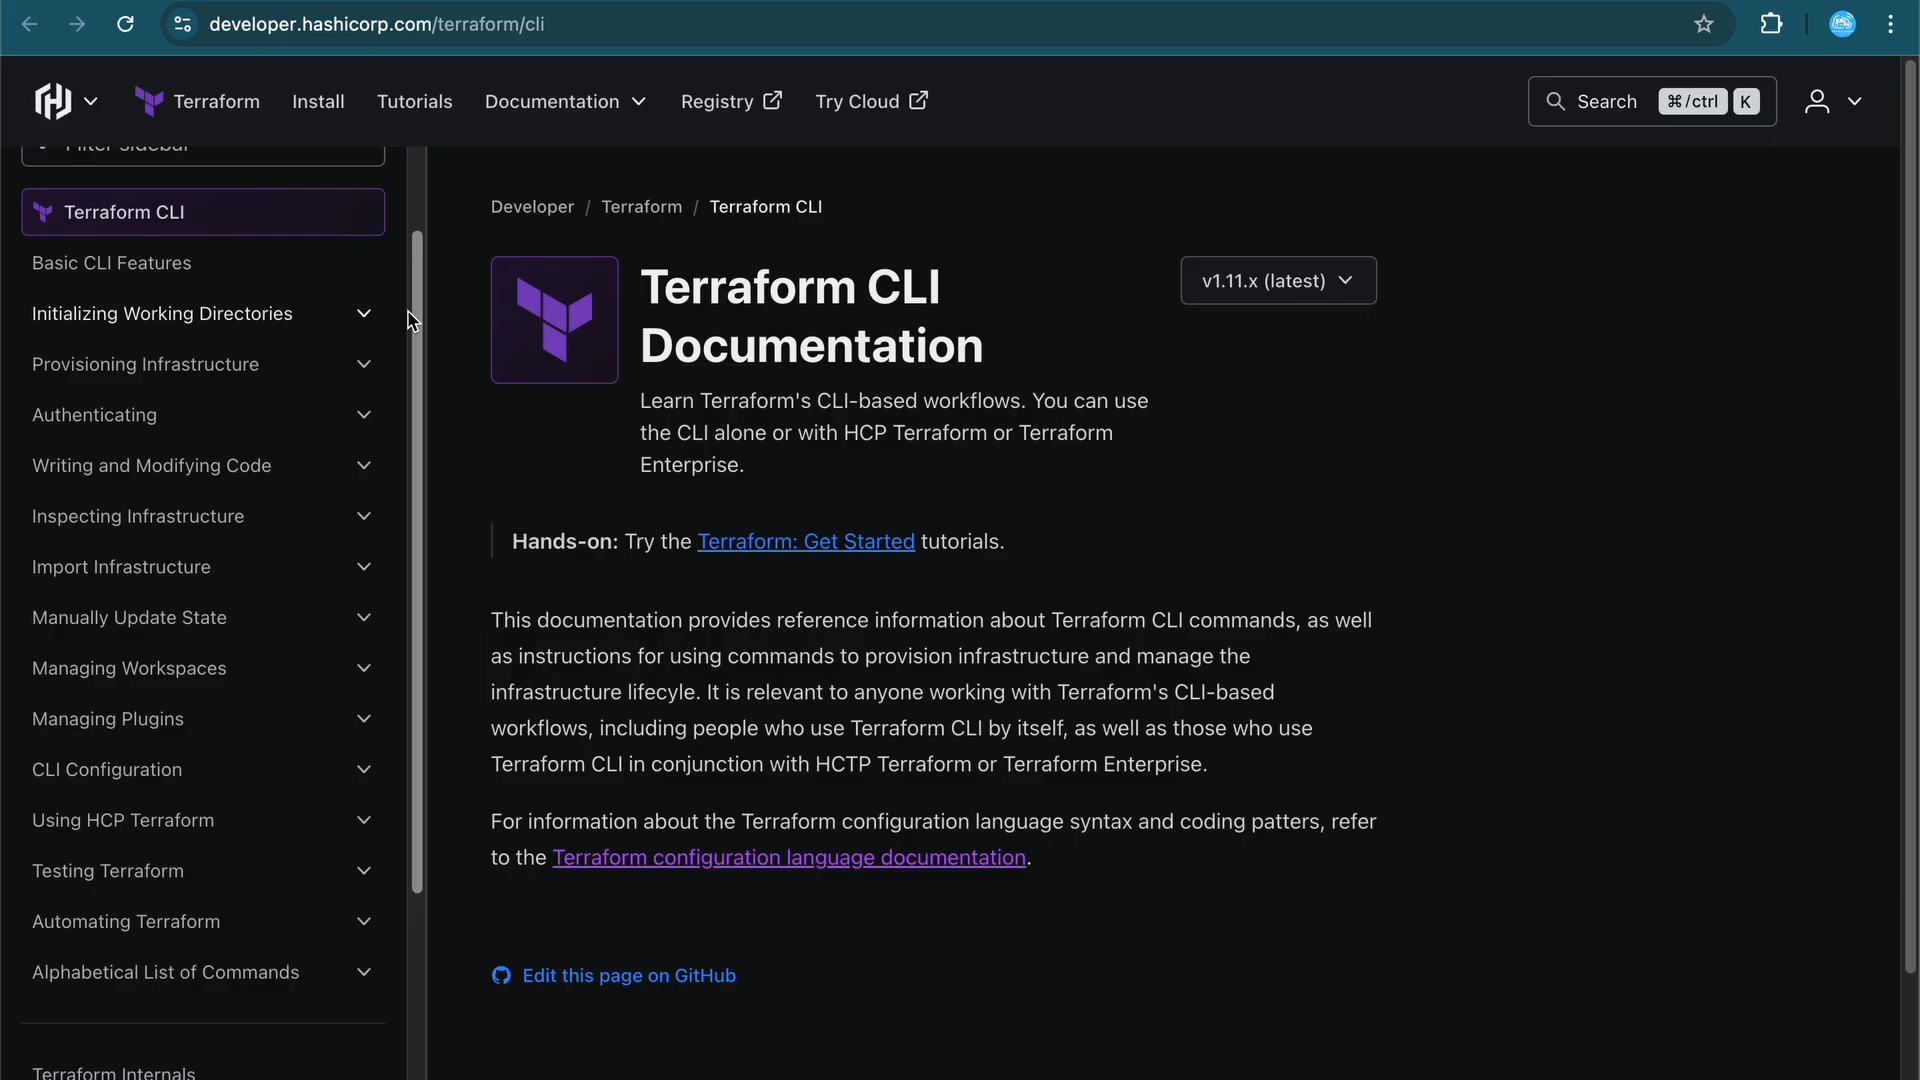 developer.hashicorp.com/terraform/cli
Terraform
Install
Tutorials
Documentation
Registry
Try Cloud
Search
⌘/ctrl
K
Filter sidebar
Terraform CLI
Basic CLI Features
Initializing Working Directories
Provisioning Infrastructure
Authenticating
Writing and Modifying Code
Inspecting Infrastructure
Import Infrastructure
Manually Update State
Managing Workspaces
Managing Plugins
CLI Configuration
Using HCP Terraform
Testing Terraform
Automating Terraform
Alphabetical List of Commands
Terraform Internals
Developer / Terraform / Terraform CLI
Terraform CLI
Documentation
v1.11.x (latest)
Learn Terraform's CLI-based workflows. You can use
the CLI alone or with HCP Terraform or Terraform
Enterprise.
Hands-on: Try the Terraform: Get Started tutorials.
This documentation provides reference information about Terraform CLI commands, as well
as instructions for using commands to provision infrastructure and manage the
infrastructure lifecyle. It is relevant to anyone working with Terraform's CLI-based
workflows, including people who use Terraform CLI by itself, as well as those who use
Terraform CLI in conjunction with HCTP Terraform or Terraform Enterprise.
For information about the Terraform configuration language syntax and coding patters, refer
to the Terraform configuration language documentation.
Edit this page on GitHub